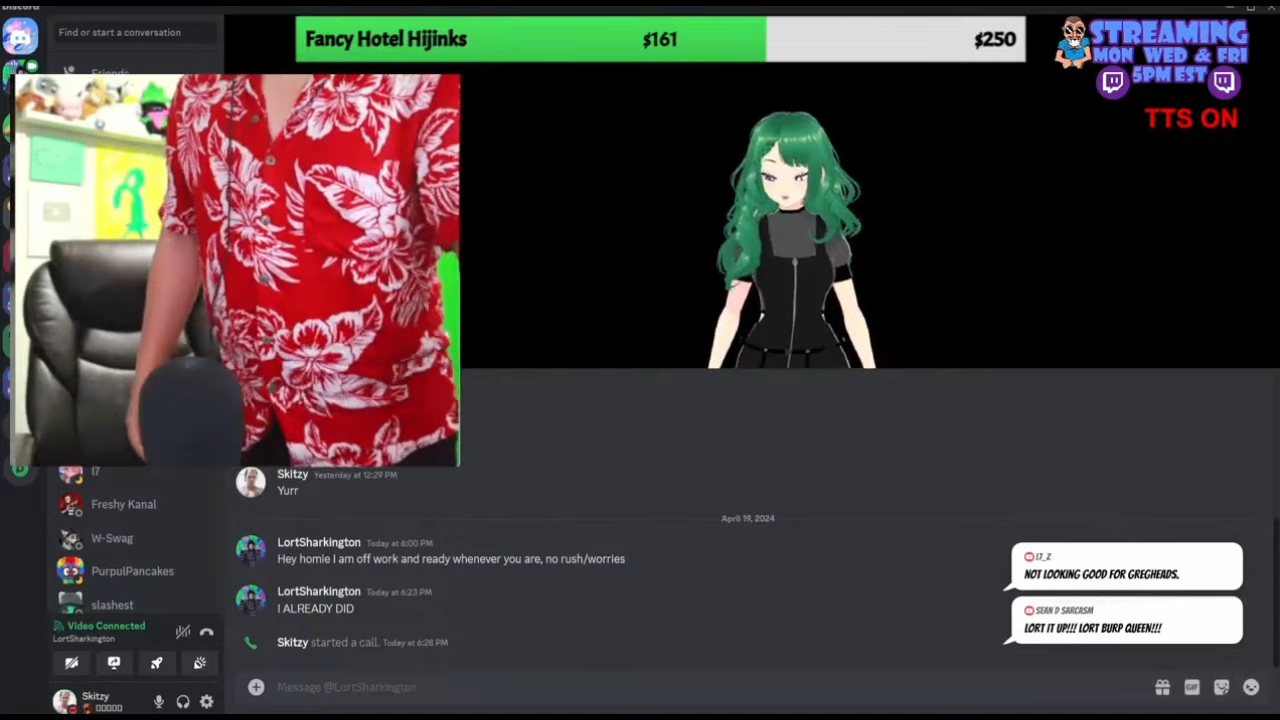 Discord
Find or start a conversation
Friends
Fancy Hotel Hijinks
$161
$250
STREAMING
MON WED & FRI
5PM EST
TTS ON
l7
Freshy Kanal
W-Swag
PurpulPancakes
slashest
Video Connected
LortSharkington
Skitzy
Skitzy Yesterday at 12:29 PM
Yurr
April 19, 2024
LortSharkington Today at 6:00 PM
Hey homie I am off work and ready whenever you are, no rush/worries
LortSharkington Today at 6:23 PM
I ALREADY DID
Skitzy started a call. Today at 6:28 PM
Message @LortSharkington
GIF
I7_Z
NOT LOOKING GOOD FOR GREGHEADS.
SEAN D SARCASM
LORT IT UP!!! LORT BURP QUEEN!!!